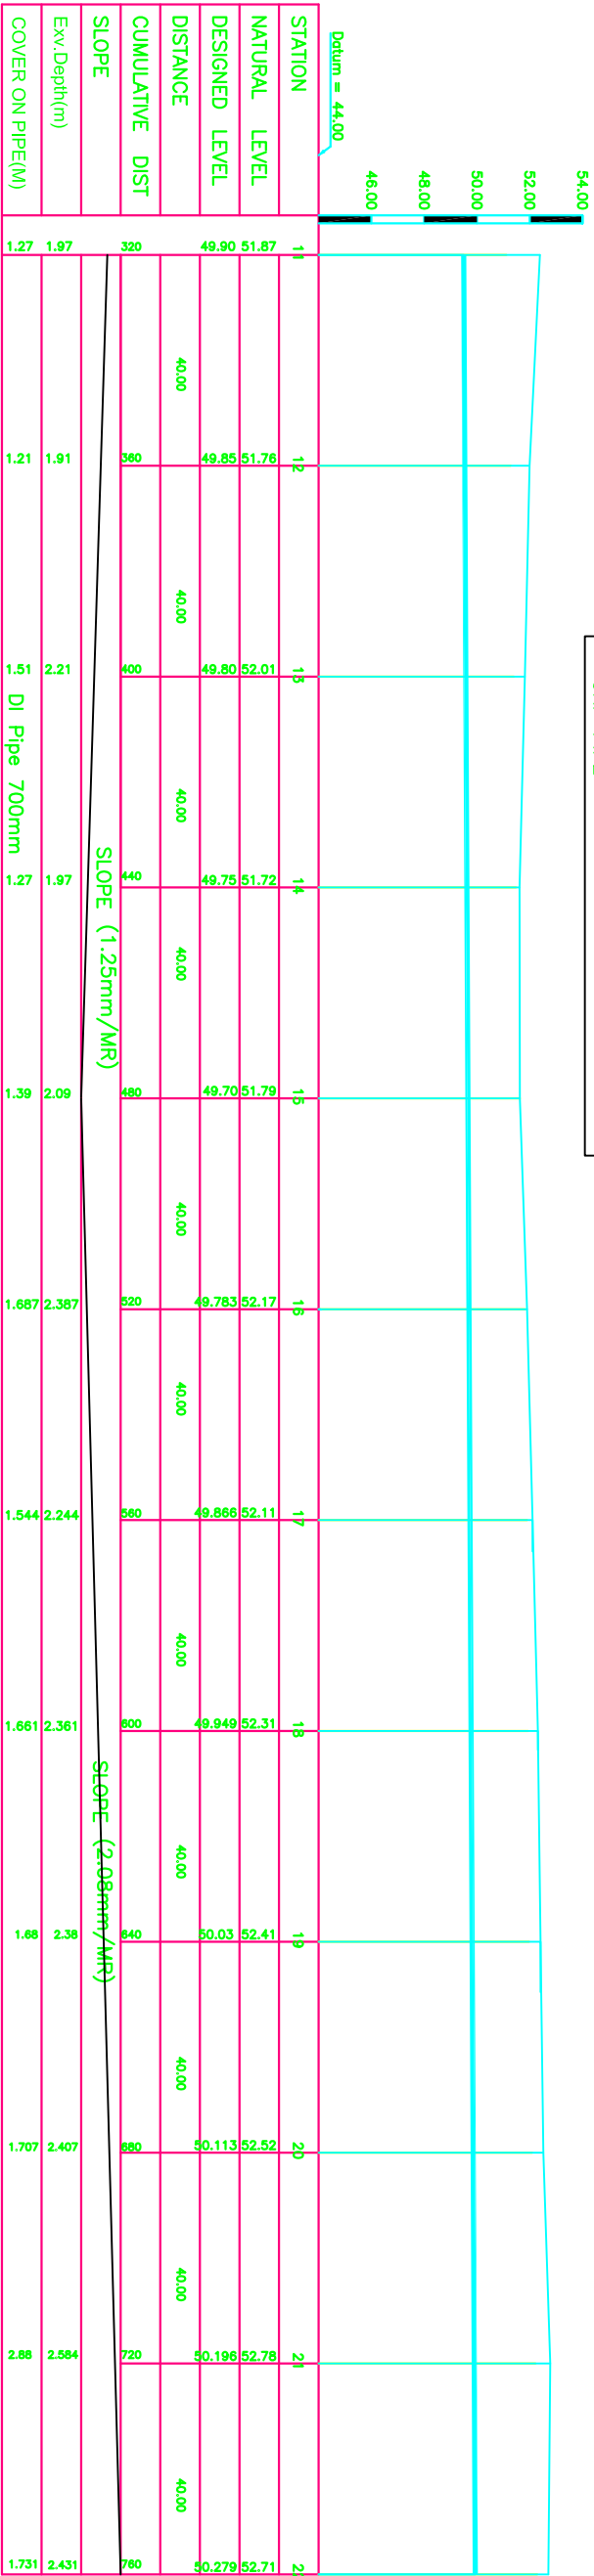 Datum = 44.00
54.00
52.00
50.00
48.00
46.00
STATION 11 12 13 14 15 16 17 18 19 20 21 2
NATURAL LEVEL 51.87 51.76 52.01 51.72 51.79 52.17 52.11 52.31 52.41 52.52 52.78 52.71
DESIGNED LEVEL 49.90 49.85 49.80 49.75 49.70 49.783 49.866 49.949 50.03 50.113 50.196 50.279
DISTANCE 40.00 40.00 40.00 40.00 40.00 40.00 40.00 40.00 40.00 40.00 40.00
CUMULATIVE DIST 320 360 400 440 480 520 560 600 640 680 720 760
SLOPE SLOPE (1.25mm/MR) SLOPE (2.08mm/MR)
Exv.Depth(m) 1.97 1.91 2.21 1.97 2.09 2.387 2.244 2.361 2.38 2.407 2.584 2.431
COVER ON PIPE(M) 1.27 1.21 1.51 DI Pipe 700mm 1.27 1.39 1.687 1.544 1.661 1.68 1.707 2.88 1.731